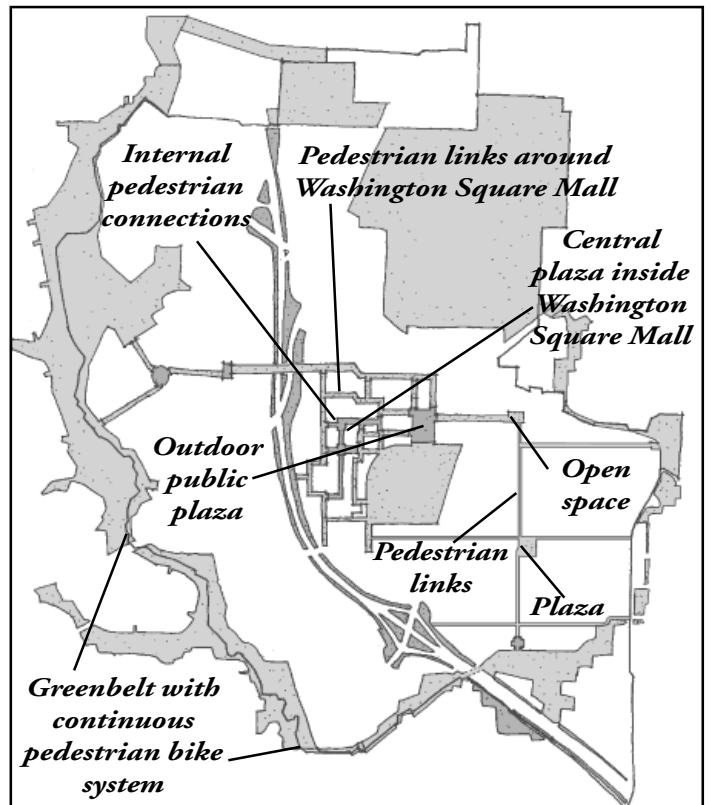 Internal
pedestrian
connections
Pedestrian links around
Washington Square Mall
Central
plaza inside
Washington
Square Mall
Outdoor
public
plaza
Open
space
Pedestrian
links
Plaza
Greenbelt with
continuous
pedestrian bike
system